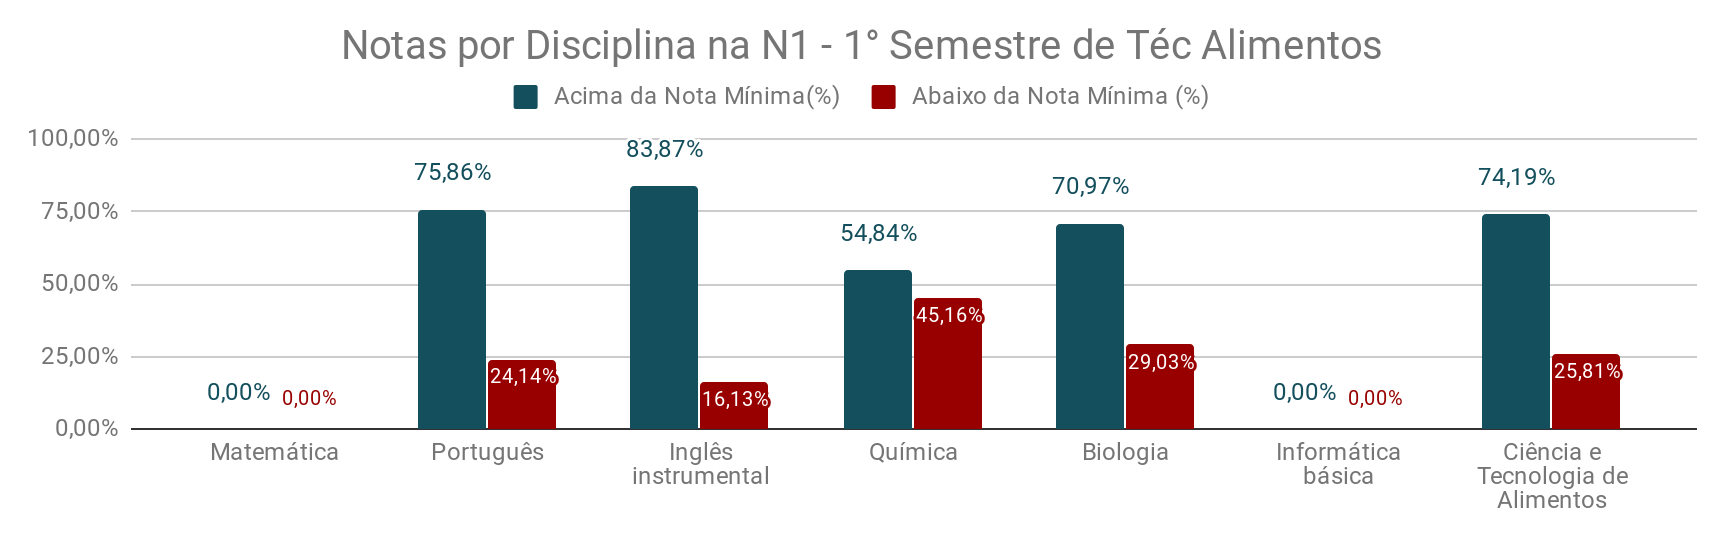 Notas por Disciplina na N1 - 1° Semestre de Téc Alimentos
Acima da Nota Mínima(%) Abaixo da Nota Mínima (%)
100,00%
75,00%
50,00%
25,00%
0,00%
0,00% 0,00%
75,86% 24,14%
83,87% 16,13%
54,84% 45,16%
70,97% 29,03%
0,00% 0,00%
74,19% 25,81%
Matemática
Português
Inglês
instrumental
Química
Biologia
Informática
básica
Ciência e
Tecnologia de
Alimentos